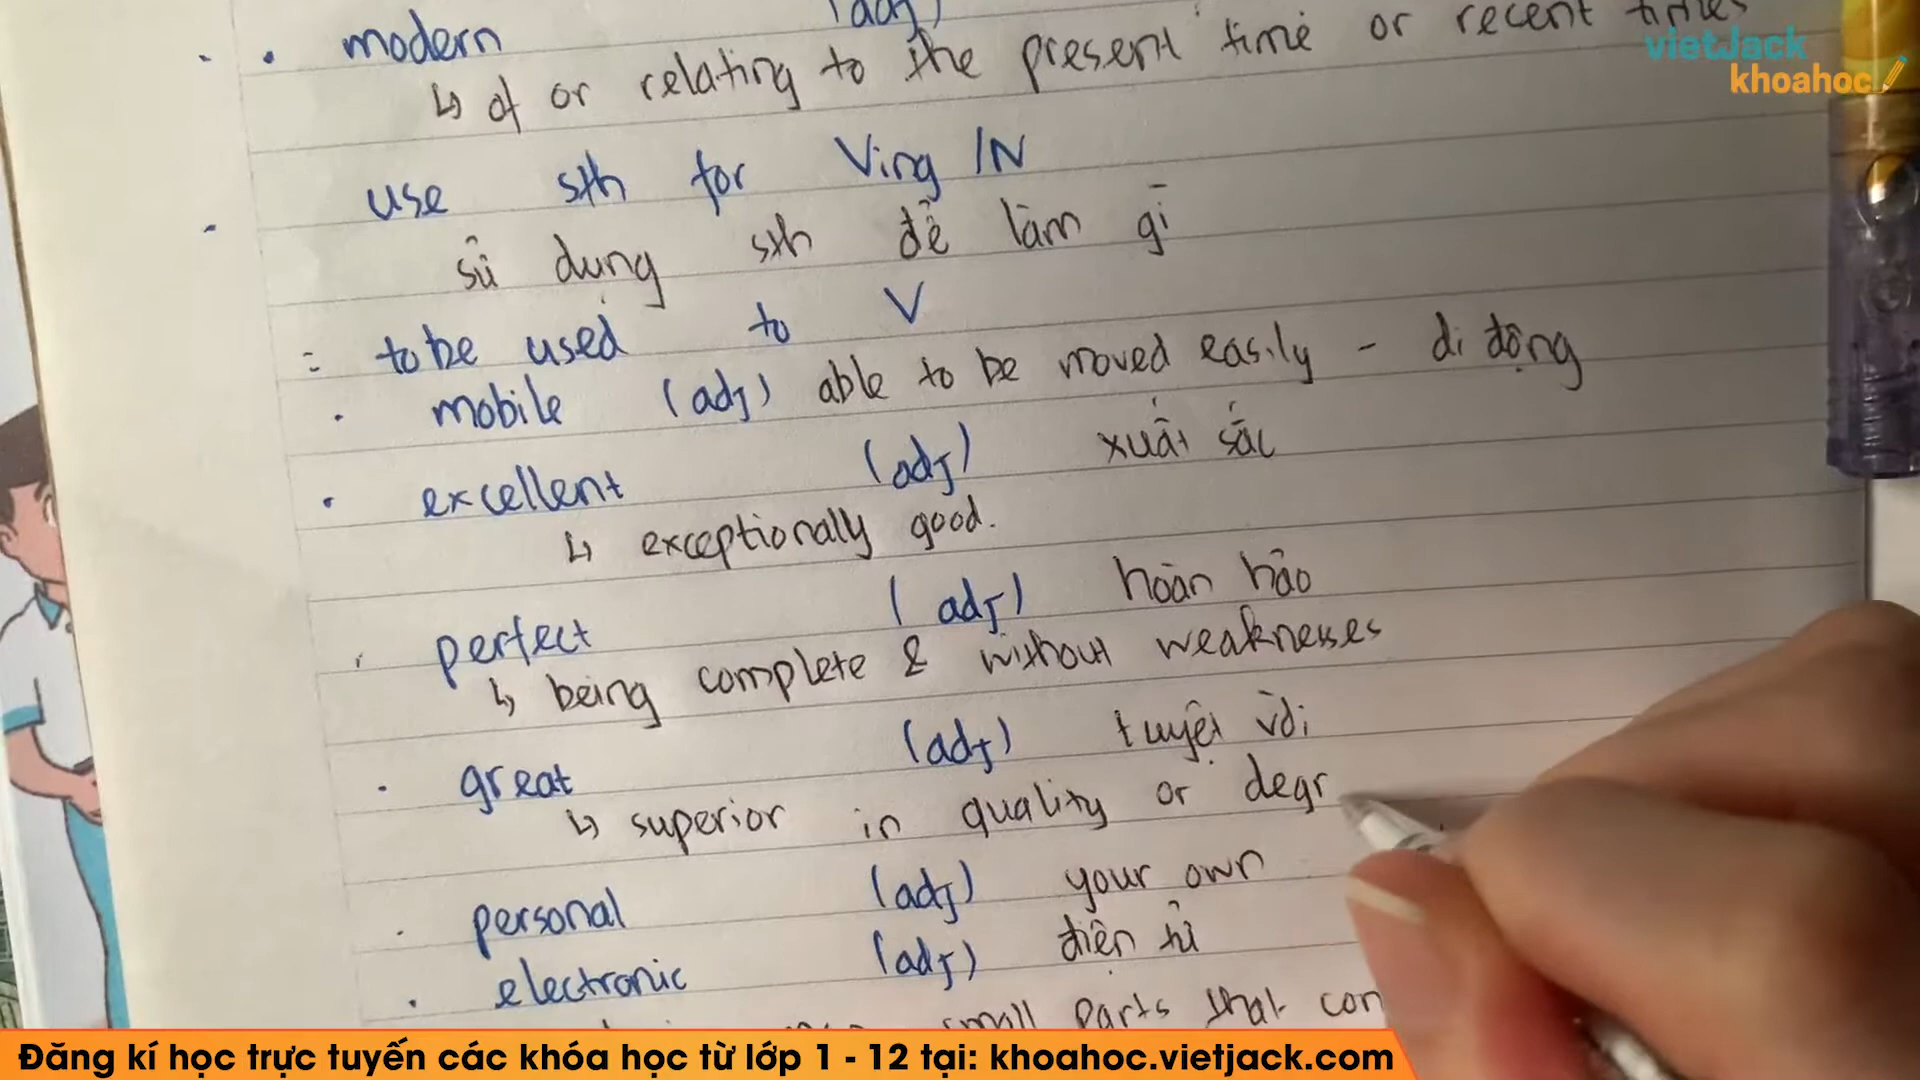 modern (adj)
↳ of or relating to the present time or recent times
vietJack
khoahoc
use sth for Ving /N
sử dụng sth để làm gì
= to be used to V
mobile (adj) able to be moved easily - di động
excellent (adj) xuất sắc
↳ exceptionally good.
perfect (adj) hoàn hảo
↳ being complete & without weaknesses
great (adj) tuyệt vời
↳ superior in quality or degr
personal (adj) your own
electronic (adj) điện tử
small parts that con
Đăng kí học trực tuyến các khóa học từ lớp 1 - 12 tại: khoahoc.vietjack.com